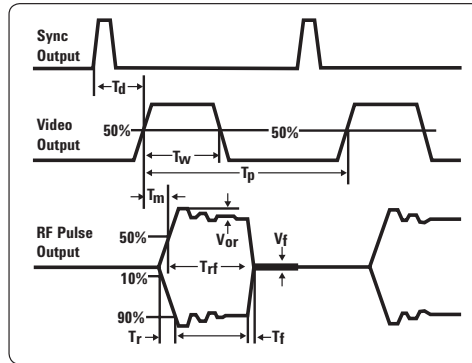 Sync
Output
Td
Video
Output
50%
50%
Tw
Tp
Tm
RF Pulse
Output
50%
Vor
Vf
Trf
10%
90%
Tr
Tf